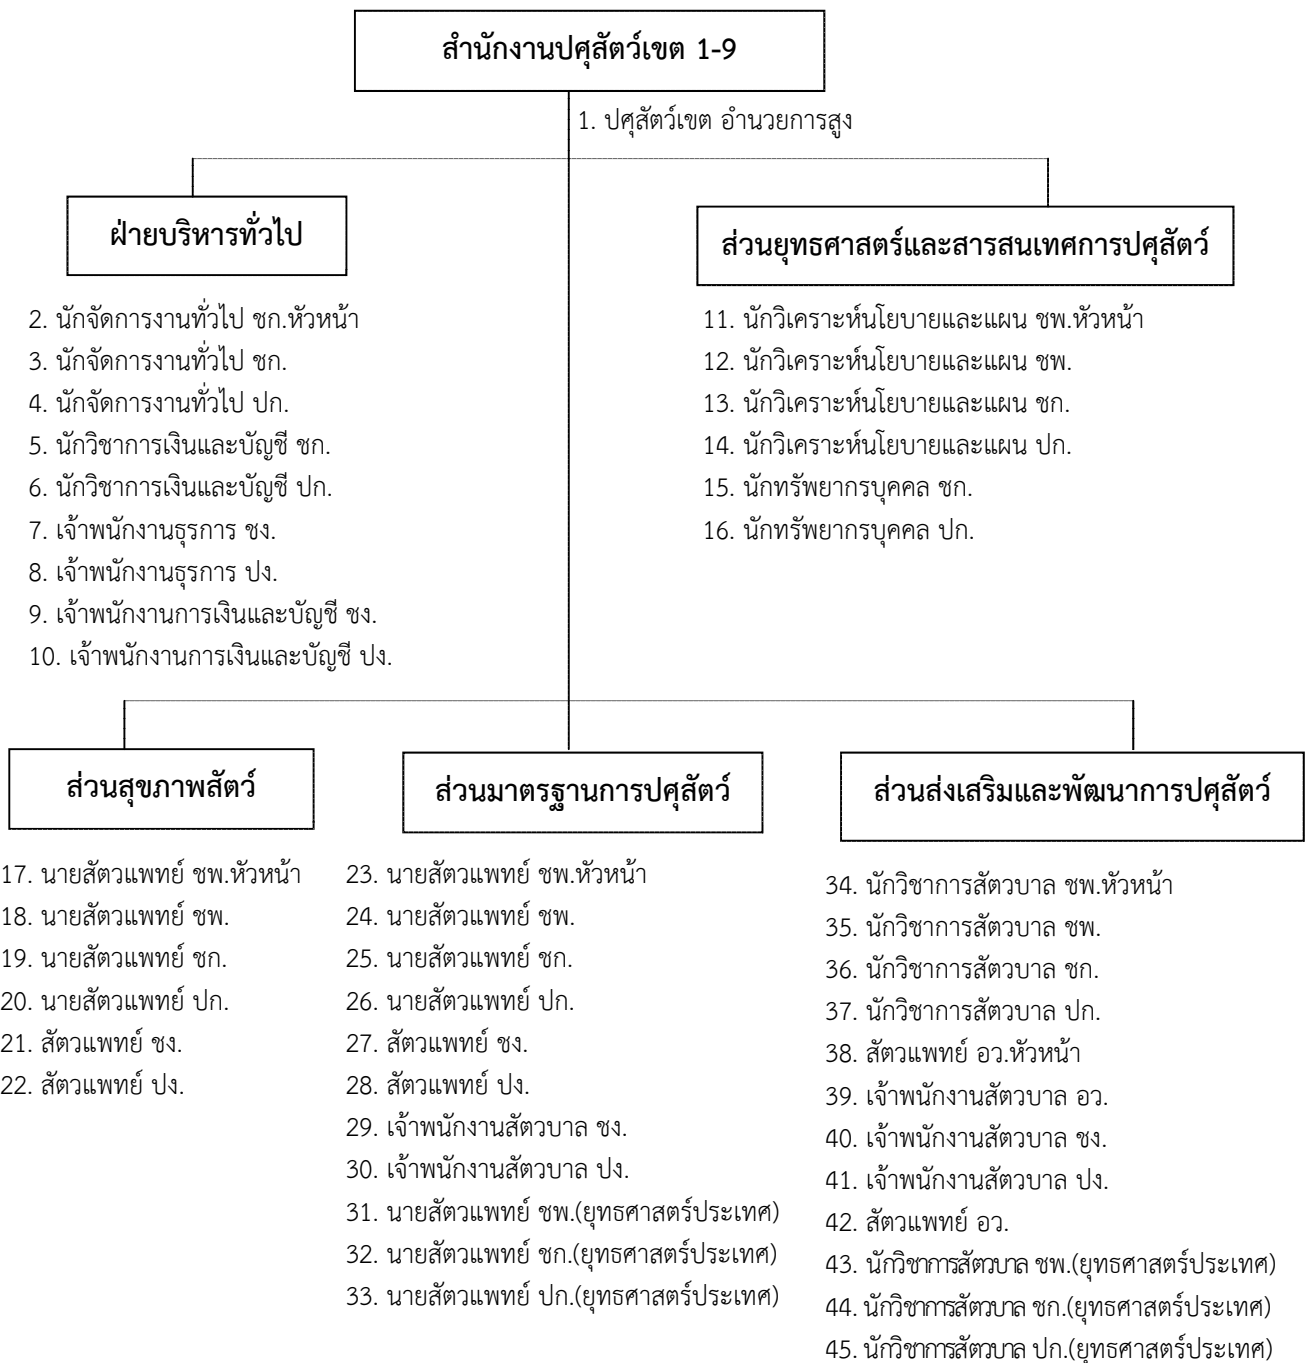 สำนักงานปศุสัตว์เขต 1-9
1. ปศุสัตว์เขต อำนวยการสูง
ฝ่ายบริหารทั่วไป
2. นักจัดการงานทั่วไป ชก.หัวหน้า
3. นักจัดการงานทั่วไป ชก.
4. นักจัดการงานทั่วไป ปก.
5. นักวิชาการเงินและบัญชี ชก.
6. นักวิชาการเงินและบัญชี ปก.
7. เจ้าพนักงานธุรการ ชง.
8. เจ้าพนักงานธุรการ ปง.
9. เจ้าพนักงานการเงินและบัญชี ชง.
10. เจ้าพนักงานการเงินและบัญชี ปง.
ส่วนยุทธศาสตร์และสารสนเทศการปศุสัตว์
11. นักวิเคราะห์นโยบายและแผน ชพ.หัวหน้า
12. นักวิเคราะห์นโยบายและแผน ชพ.
13. นักวิเคราะห์นโยบายและแผน ชก.
14. นักวิเคราะห์นโยบายและแผน ปก.
15. นักทรัพยากรบุคคล ชก.
16. นักทรัพยากรบุคคล ปก.
ส่วนสุขภาพสัตว์
17. นายสัตวแพทย์ ชพ.หัวหน้า
18. นายสัตวแพทย์ ชพ.
19. นายสัตวแพทย์ ชก.
20. นายสัตวแพทย์ ปก.
21. สัตวแพทย์ ชง.
22. สัตวแพทย์ ปง.
ส่วนมาตรฐานการปศุสัตว์
23. นายสัตวแพทย์ ชพ.หัวหน้า
24. นายสัตวแพทย์ ชพ.
25. นายสัตวแพทย์ ชก.
26. นายสัตวแพทย์ ปก.
27. สัตวแพทย์ ชง.
28. สัตวแพทย์ ปง.
29. เจ้าพนักงานสัตวบาล ชง.
30. เจ้าพนักงานสัตวบาล ปง.
31. นายสัตวแพทย์ ชพ.(ยุทธศาสตร์ประเทศ)
32. นายสัตวแพทย์ ชก.(ยุทธศาสตร์ประเทศ)
33. นายสัตวแพทย์ ปก.(ยุทธศาสตร์ประเทศ)
ส่วนส่งเสริมและพัฒนาการปศุสัตว์
34. นักวิชาการสัตวบาล ชพ.หัวหน้า
35. นักวิชาการสัตวบาล ชพ.
36. นักวิชาการสัตวบาล ชก.
37. นักวิชาการสัตวบาล ปก.
38. สัตวแพทย์ อว.หัวหน้า
39. เจ้าพนักงานสัตวบาล อว.
40. เจ้าพนักงานสัตวบาล ชง.
41. เจ้าพนักงานสัตวบาล ปง.
42. สัตวแพทย์ อว.
43. นักวิชาการสัตวบาล ชพ.(ยุทธศาสตร์ประเทศ)
44. นักวิชาการสัตวบาล ชก.(ยุทธศาสตร์ประเทศ)
45. นักวิชาการสัตวบาล ปก.(ยุทธศาสตร์ประเทศ)